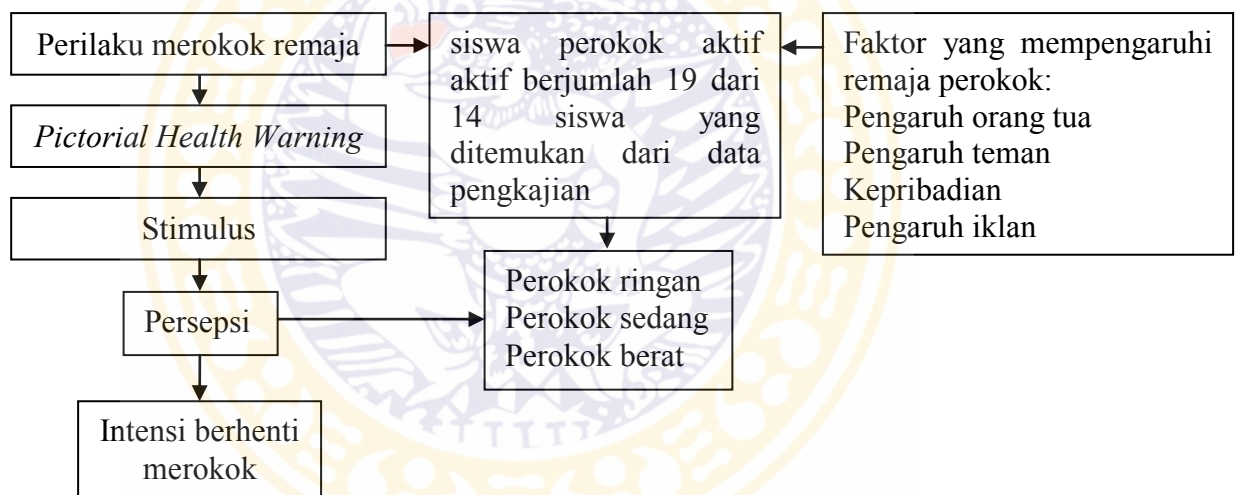 Perilaku merokok remaja
Pictorial Health Warning
Stimulus
Persepsi
Intensi berhenti
merokok
siswa perokok aktif
aktif berjumlah 19 dari
14 siswa yang
ditemukan dari data
pengkajian
Perokok ringan
Perokok sedang
Perokok berat
Faktor yang mempengaruhi
remaja perokok:
Pengaruh orang tua
Pengaruh teman
Kepribadian
Pengaruh iklan